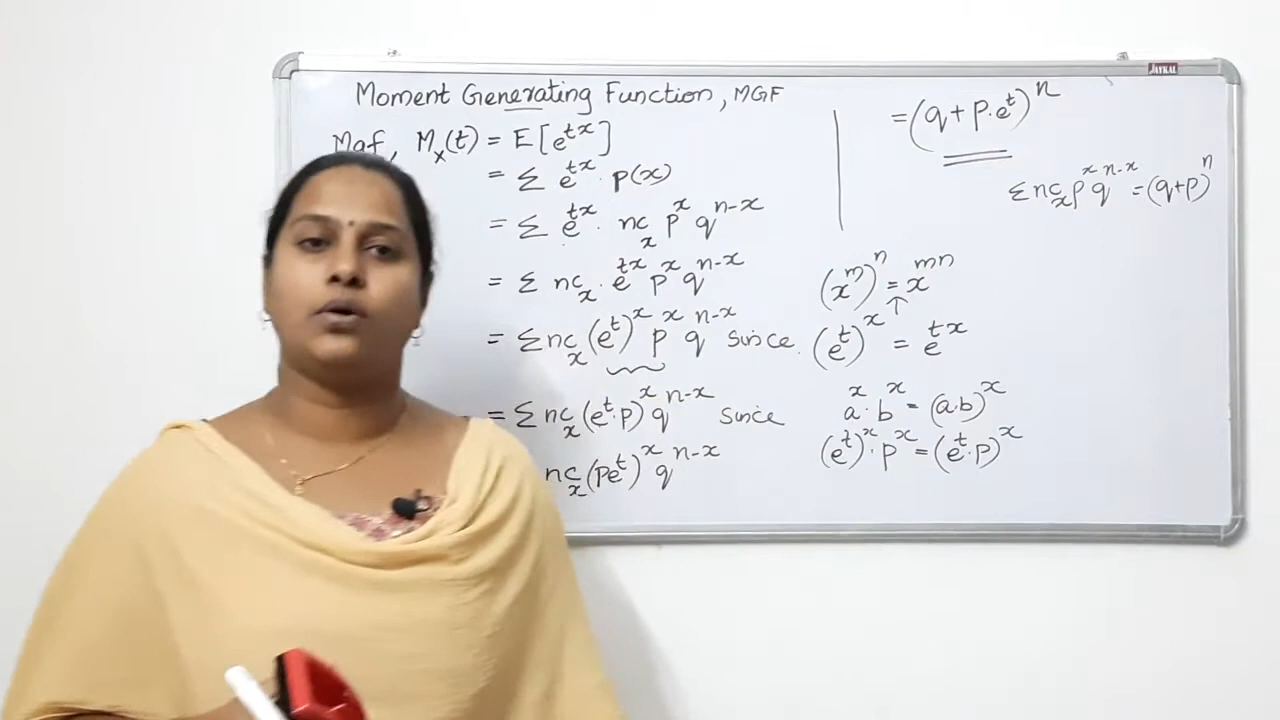 JAYKAL
Moment Generating Function, MGF
Mgf, Mₓ(t) = E[e^{tx}]
= Σ e^{tx} · p(x)
= Σ e^{tx} · nCₓ p^x q^{n-x}
= Σ nCₓ · e^{tx} p^x q^{n-x}
= Σ nCₓ (e^t)^x p^x q^{n-x} since
= Σ nCₓ (e^t·p)^x q^{n-x} since
nCₓ (pe^t)^x q^{n-x}
= (q + p·e^t)^n
Σ nCₓ p^x q^{n-x} = (q+p)^n
(x^m)^n = x^{mn}
↑
(e^t)^x = e^{tx}
a^x · b^x = (a·b)^x
(e^t)^x · p^x = (e^t·p)^x